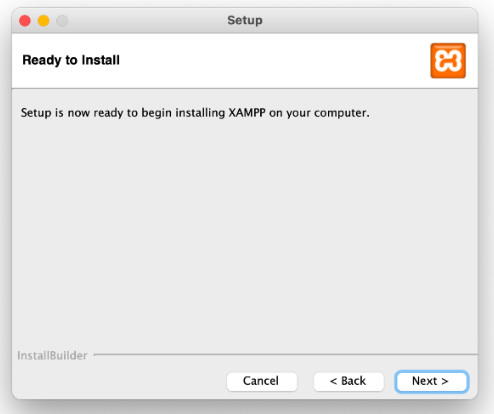 Setup
Ready to Install
Setup is now ready to begin installing XAMPP on your computer.
InstallBuilder
Cancel
< Back
Next >